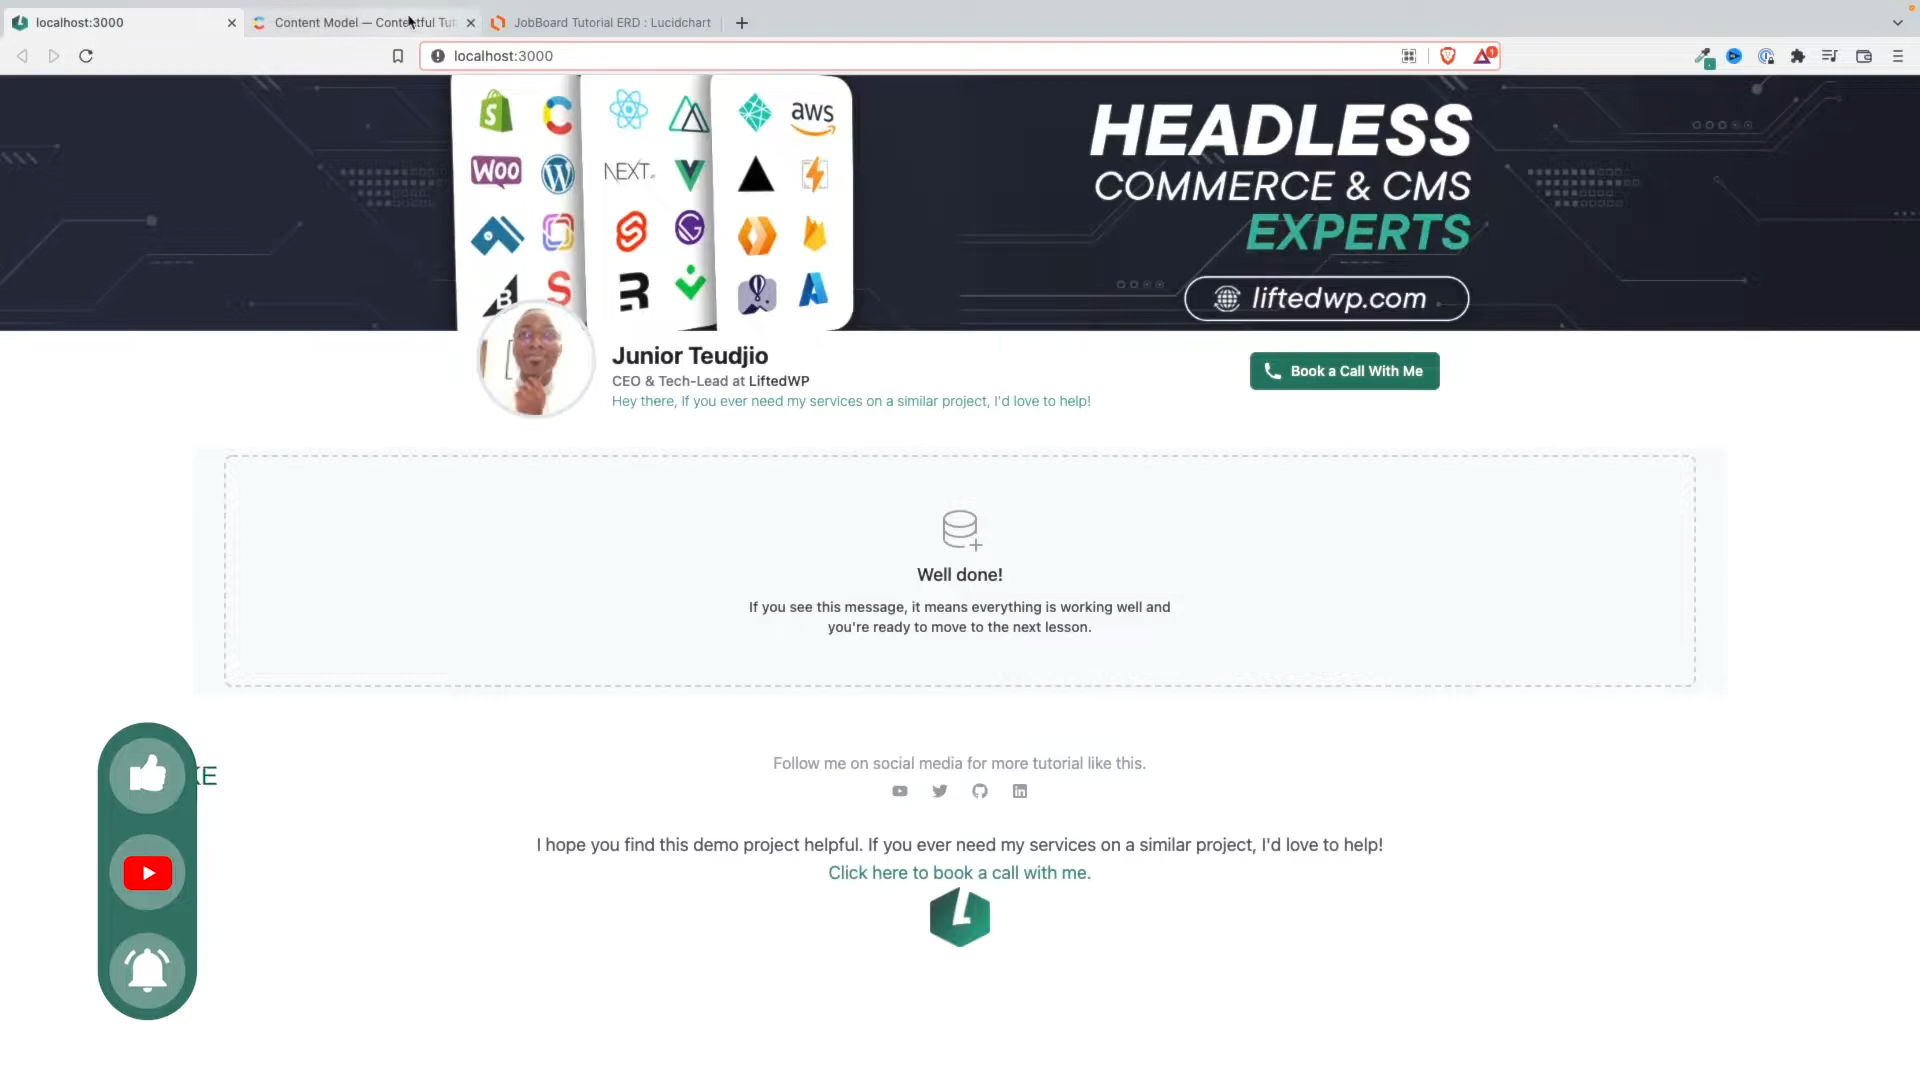 localhost:3000
Content Model — Contentful Tut
JobBoard Tutorial ERD : Lucidchart
localhost:3000
1
aws
WOO
NEXT.
B
HEADLESS
COMMERCE & CMS
EXPERTS
liftedwp.com
Junior Teudjio
CEO & Tech-Lead at LiftedWP
Hey there, If you ever need my services on a similar project, I'd love to help!
Book a Call With Me
Well done!
If you see this message, it means everything is working well and
you're ready to move to the next lesson.
KE
Follow me on social media for more tutorial like this.
I hope you find this demo project helpful. If you ever need my services on a similar project, I'd love to help!
Click here to book a call with me.